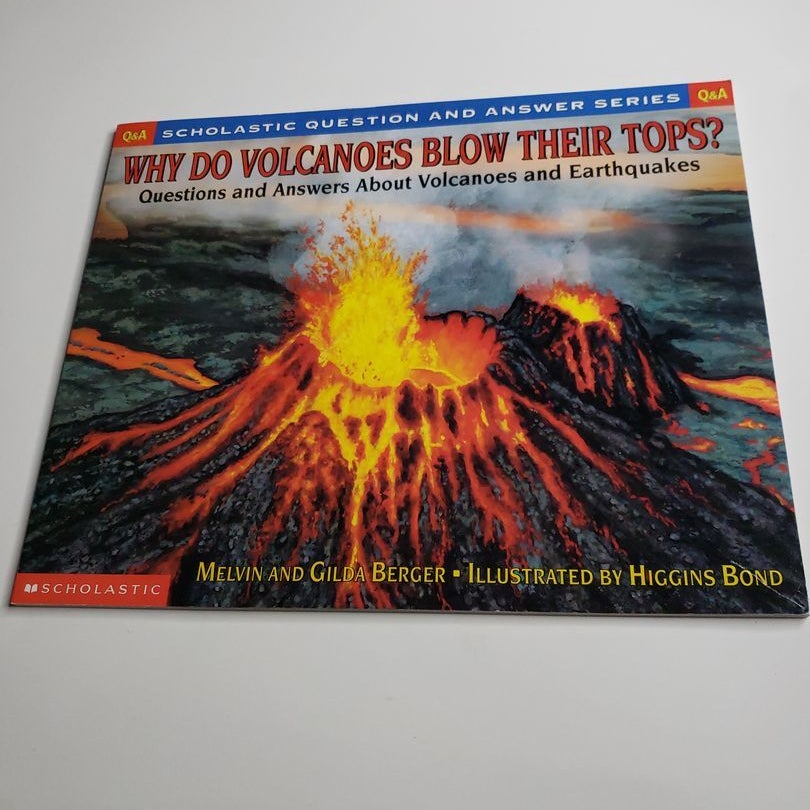 Q&A SCHOLASTIC QUESTION AND ANSWER SERIES Q&A
WHY DO VOLCANOES BLOW THEIR TOPS?
Questions and Answers About Volcanoes and Earthquakes
MELVIN AND GILDA BERGER ▪ ILLUSTRATED BY HIGGINS BOND
SCHOLASTIC